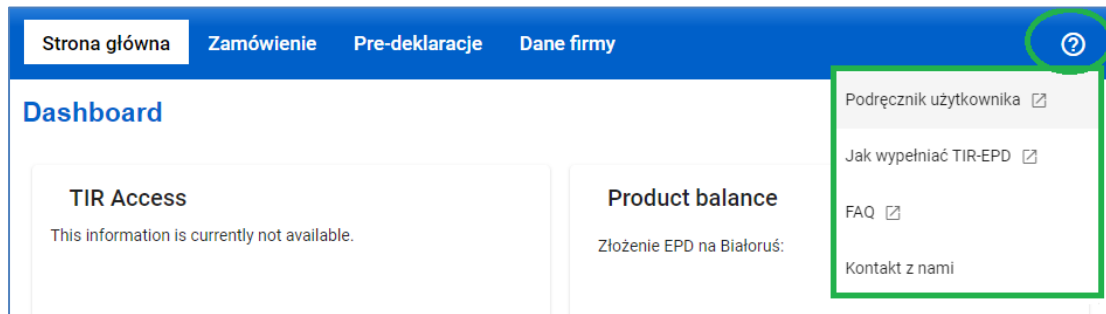 Strona główna Zamówienie Pre-deklaracje Dane firmy
Dashboard
Podręcznik użytkownika
Jak wypełniać TIR-EPD
FAQ
Kontakt z nami
TIR Access
This information is currently not available.
Product balance
Złożenie EPD na Białoruś: